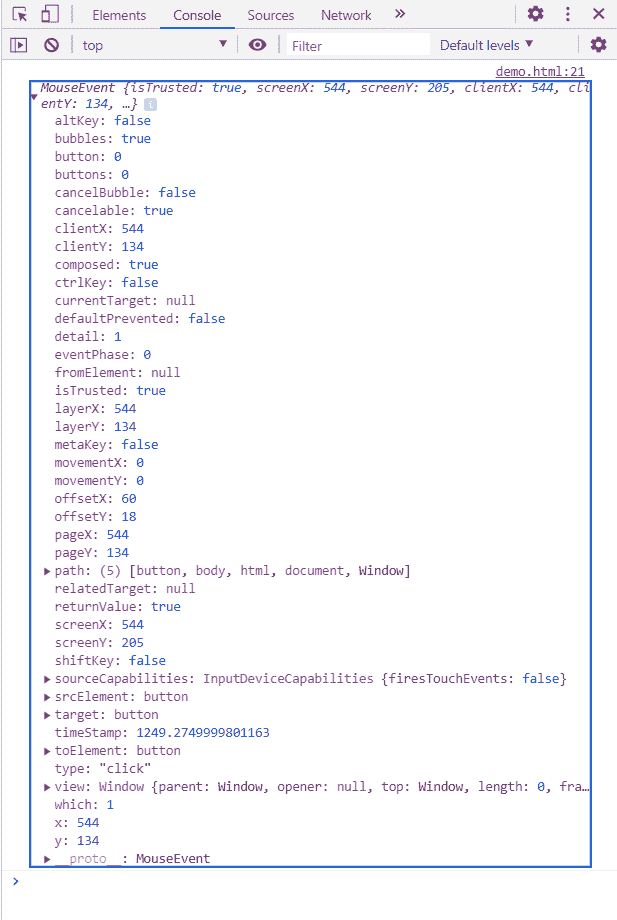 Elements Console Sources Network »
top Filter Default levels
demo.html:21
MouseEvent {isTrusted: true, screenX: 544, screenY: 205, clientX: 544, cli
entY: 134, …} i
altKey: false
bubbles: true
button: 0
buttons: 0
cancelBubble: false
cancelable: true
clientX: 544
clientY: 134
composed: true
ctrlKey: false
currentTarget: null
defaultPrevented: false
detail: 1
eventPhase: 0
fromElement: null
isTrusted: true
layerX: 544
layerY: 134
metaKey: false
movementX: 0
movementY: 0
offsetX: 60
offsetY: 18
pageX: 544
pageY: 134
path: (5) [button, body, html, document, Window]
relatedTarget: null
returnValue: true
screenX: 544
screenY: 205
shiftKey: false
sourceCapabilities: InputDeviceCapabilities {firesTouchEvents: false}
srcElement: button
target: button
timeStamp: 1249.2749999801163
toElement: button
type: "click"
view: Window {parent: Window, opener: null, top: Window, length: 0, fra…
which: 1
x: 544
y: 134
__proto__: MouseEvent